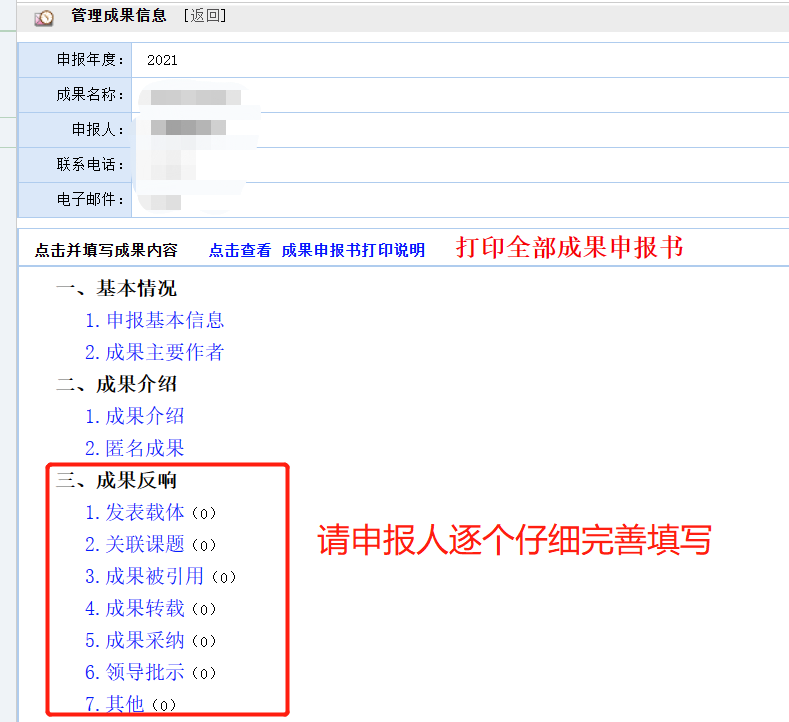 管理成果信息 [返回]
申报年度： 2021
成果名称：
申报人：
联系电话：
电子邮件：
点击并填写成果内容 点击查看 成果申报书打印说明 打印全部成果申报书
一、基本情况
1.申报基本信息
2.成果主要作者
二、成果介绍
1.成果介绍
2.匿名成果
三、成果反响
1.发表载体（0）
2.关联课题（0）
3.成果被引用（0）
4.成果转载（0）
5.成果采纳（0）
6.领导批示（0）
7.其他（0）
请申报人逐个仔细完善填写